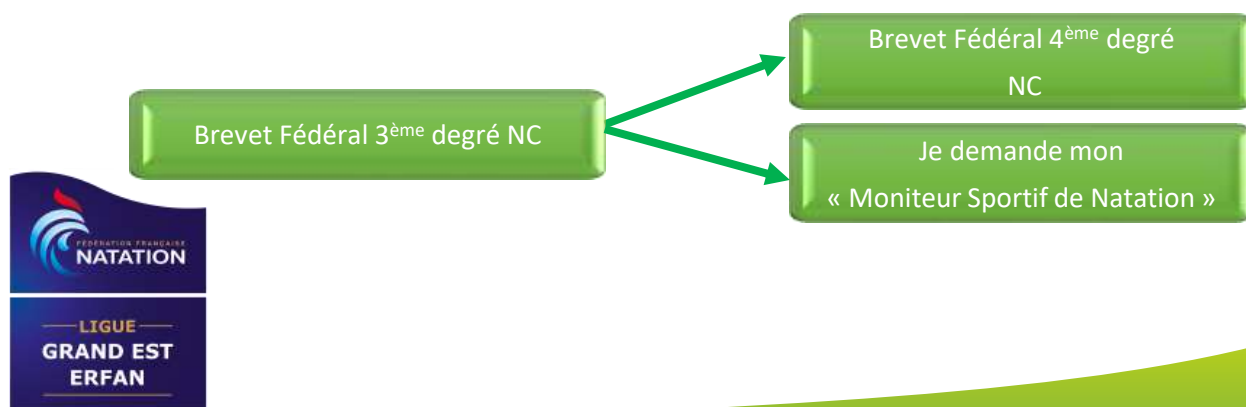 Brevet Fédéral 4ème degré
NC
Brevet Fédéral 3ème degré NC
Je demande mon
« Moniteur Sportif de Natation »
FÉDÉRATION FRANÇAISE
NATATION
LIGUE
GRAND EST
ERFAN